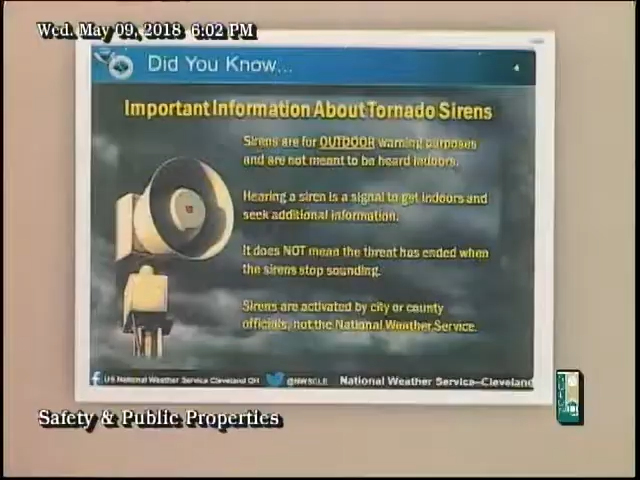 Wed. May 09, 2018 6:02 PM
Did You Know...
4
Important Information About Tornado Sirens
Sirens are for OUTDOOR warning purposes
and are not meant to be heard indoors.
Hearing a siren is a signal to get indoors and
seek additional information.
It does NOT mean the threat has ended when
the sirens stop sounding.
Sirens are activated by city or county
officials, not the National Weather Service.
US National Weather Service Cleveland OH @NWSCLE National Weather Service-Cleveland
Safety & Public Properties